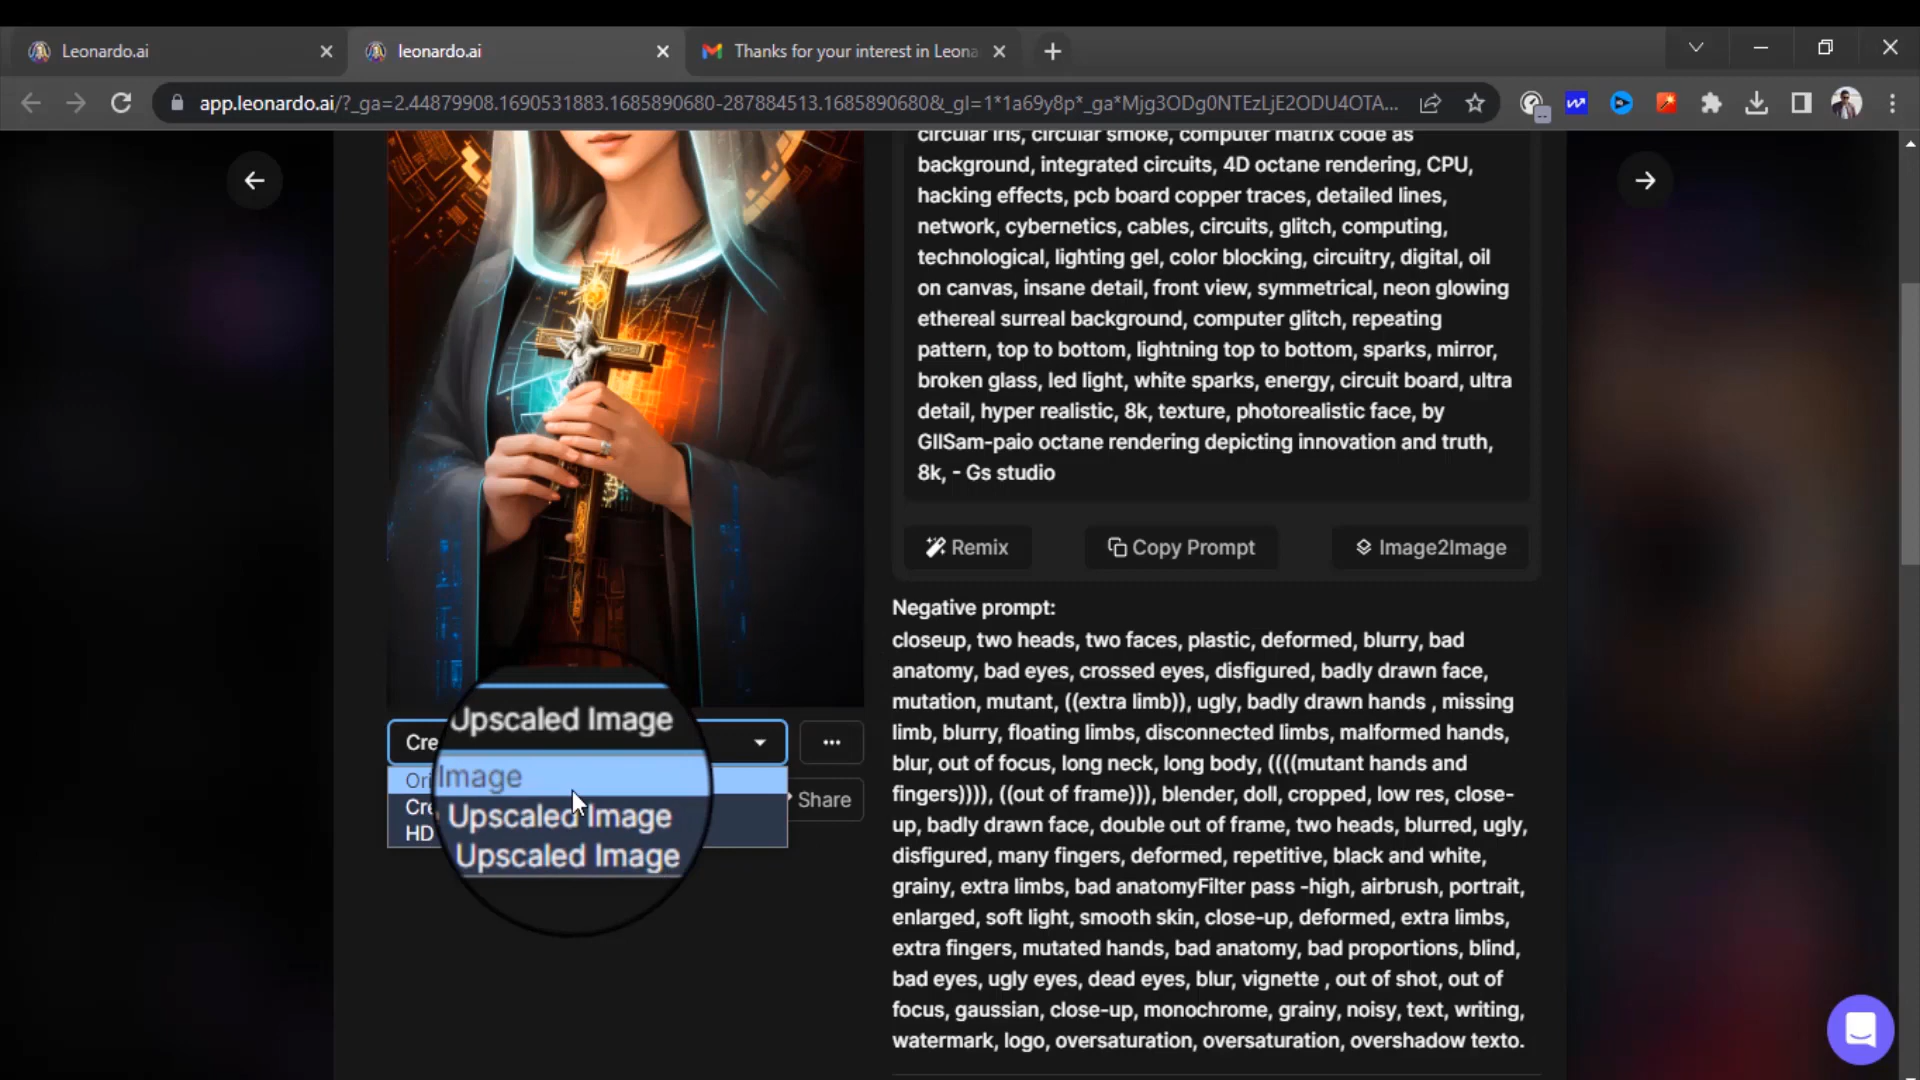 Leonardo.ai
leonardo.ai
Thanks for your interest in Leona
app.leonardo.ai/?_ga=2.44879908.1690531883.1685890680-287884513.1685890680&_gl=1*1a69y8p*_ga*Mjg3ODg0NTEzLjE2ODU4OTA...
circular iris, circular smoke, computer matrix code as
background, integrated circuits, 4D octane rendering, CPU,
hacking effects, pcb board copper traces, detailed lines,
network, cybernetics, cables, circuits, glitch, computing,
technological, lighting gel, color blocking, circuitry, digital, oil
on canvas, insane detail, front view, symmetrical, neon glowing
ethereal surreal background, computer glitch, repeating
pattern, top to bottom, lightning top to bottom, sparks, mirror,
broken glass, led light, white sparks, energy, circuit board, ultra
detail, hyper realistic, 8k, texture, photorealistic face, by
GIlSam-paio octane rendering depicting innovation and truth,
8k, - Gs studio
Remix
Copy Prompt
Image2Image
Negative prompt:
closeup, two heads, two faces, plastic, deformed, blurry, bad
anatomy, bad eyes, crossed eyes, disfigured, badly drawn face,
mutation, mutant, ((extra limb)), ugly, badly drawn hands , missing
limb, blurry, floating limbs, disconnected limbs, malformed hands,
blur, out of focus, long neck, long body, ((((mutant hands and
fingers)))), ((out of frame))), blender, doll, cropped, low res, close-
up, badly drawn face, double out of frame, two heads, blurred, ugly,
disfigured, many fingers, deformed, repetitive, black and white,
grainy, extra limbs, bad anatomyFilter pass -high, airbrush, portrait,
enlarged, soft light, smooth skin, close-up, deformed, extra limbs,
extra fingers, mutated hands, bad anatomy, bad proportions, blind,
bad eyes, ugly eyes, dead eyes, blur, vignette , out of shot, out of
focus, gaussian, close-up, monochrome, grainy, noisy, text, writing,
watermark, logo, oversaturation, oversaturation, overshadow texto.
Cre Upscaled Image
Ori Image
Cre Upscaled Image
HD Upscaled Image
Share